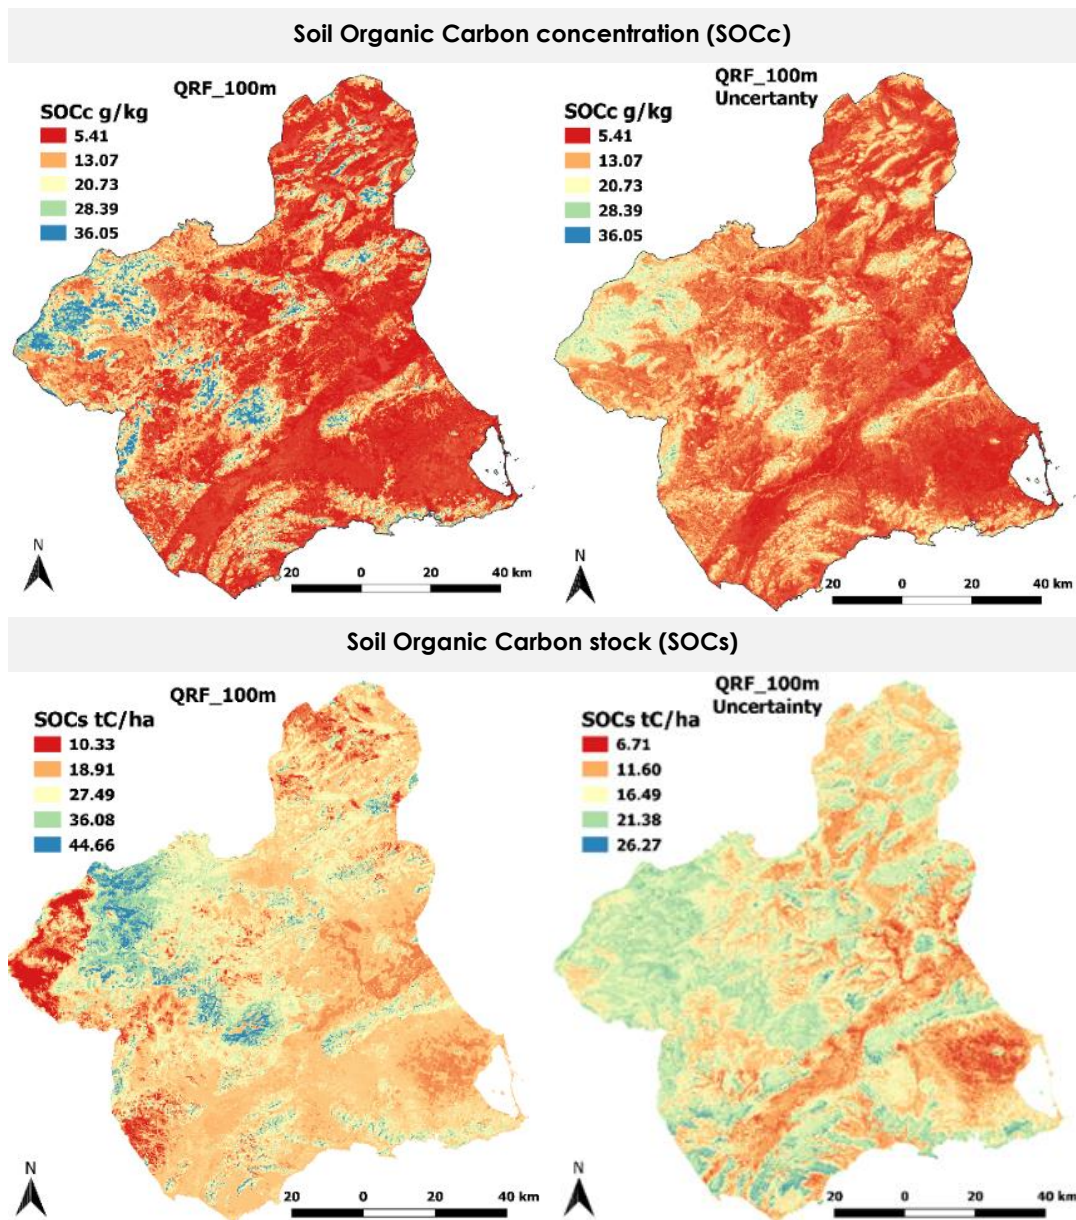 Soil Organic Carbon concentration (SOCc)
QRF_100m
SOCc g/kg
5.41
13.07
20.73
28.39
36.05
N
20 0 20 40 km
QRF_100m
Uncertanty
SOCc g/kg
5.41
13.07
20.73
28.39
36.05
N
20 0 20 40 km
Soil Organic Carbon stock (SOCs)
QRF_100m
SOCs tC/ha
10.33
18.91
27.49
36.08
44.66
N
20 0 20 40 km
QRF_100m
Uncertainty
SOCs tC/ha
6.71
11.60
16.49
21.38
26.27
N
20 0 20 40 km